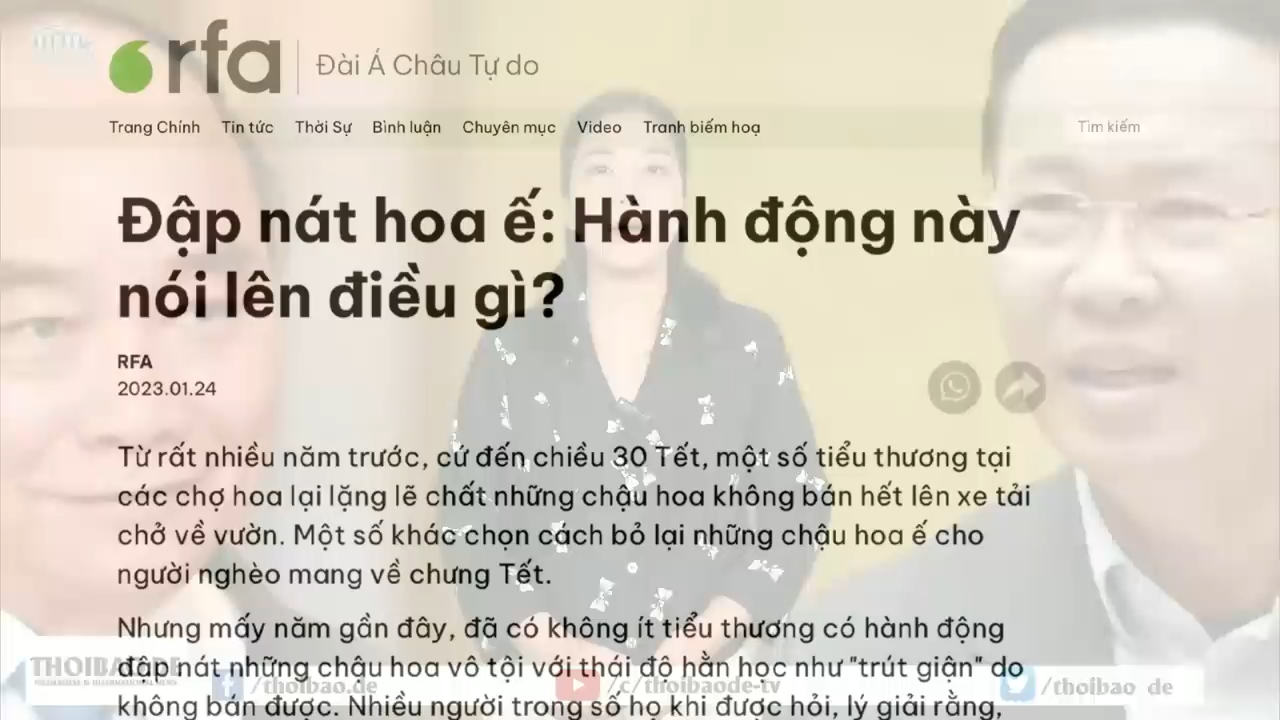 rfa
Đài Á Châu Tự do
Trang Chính Tin tức Thời Sự Bình luận Chuyên mục Video Tranh biếm hoạ Tìm kiếm
Đập nát hoa ế: Hành động này
nói lên điều gì?
RFA
2023.01.24
Từ rất nhiều năm trước, cứ đến chiều 30 Tết, một số tiểu thương tại
các chợ hoa lại lặng lẽ chất những chậu hoa không bán hết lên xe tải
chở về vườn. Một số khác chọn cách bỏ lại những chậu hoa ế cho
người nghèo mang về chưng Tết.
Nhưng mấy năm gần đây, đã có không ít tiểu thương có hành động
đập nát những chậu hoa vô tội với thái độ hằn học như "trút giận" do
không bán được. Nhiều người trong số họ khi được hỏi, lý giải rằng,
THOIBAO.DE
/thoibao.de
/c/thoibaode-tv
/thoibao_de